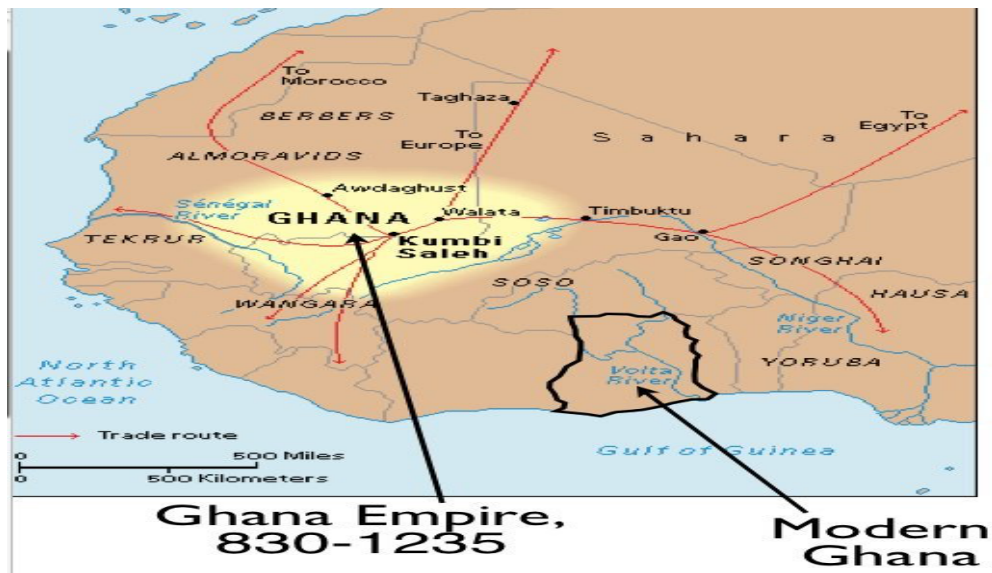 To
Morocco
Taghaza
BERBERS
To
Europe
To
Egypt
Sahara
ALMORAVIDS
Awdaghust
Sénégal
River
GHANA
Walata
Timbuktu
TEKRUR
Kumbi
Saleh
Gao
SONGHAI
SOSO
HAUSA
WANGARA
Niger
River
North
Atlantic
Ocean
Volta
River
YORUBA
Trade route
0 500 Miles
0 500 Kilometers
Gulf of Guinea
Ghana Empire,
830-1235
Modern
Ghana